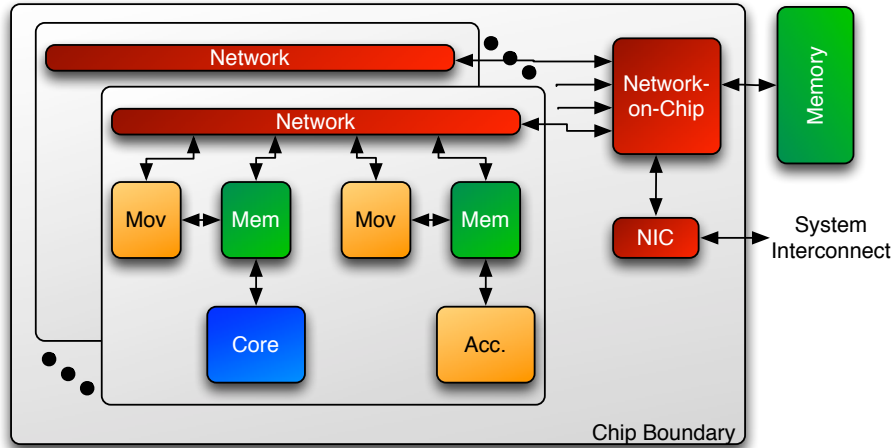 Network
Network
Network-
on-Chip
Memory
Mov
Mem
Mov
Mem
NIC
System
Interconnect
Core
Acc.
Chip Boundary